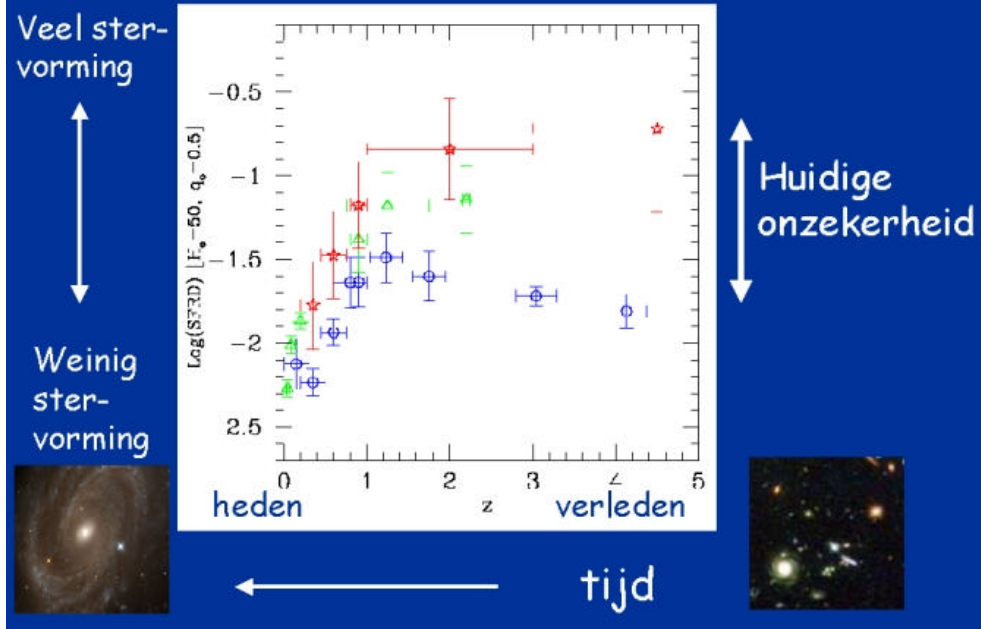 Veel ster-
vorming
Weinig
ster-
vorming
-0.5
-1
-1.5
-2
2.5
0 1 2 3 4 5
z
heden
verleden
Huidige
onzekerheid
tijd